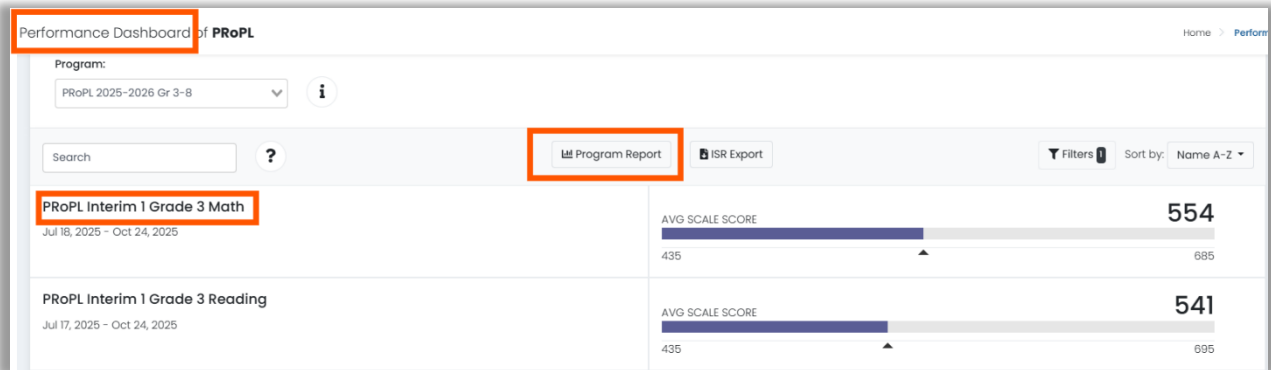 Performance Dashboard of PRoPL
Home > Perform
Program:
PRoPL 2025-2026 Gr 3-8
i
Search
?
Program Report
ISR Export
Filters 1
Sort by: Name A-Z
PRoPL Interim 1 Grade 3 Math
Jul 18, 2025 - Oct 24, 2025
AVG SCALE SCORE
554
435
685
PRoPL Interim 1 Grade 3 Reading
Jul 17, 2025 - Oct 24, 2025
AVG SCALE SCORE
541
435
695